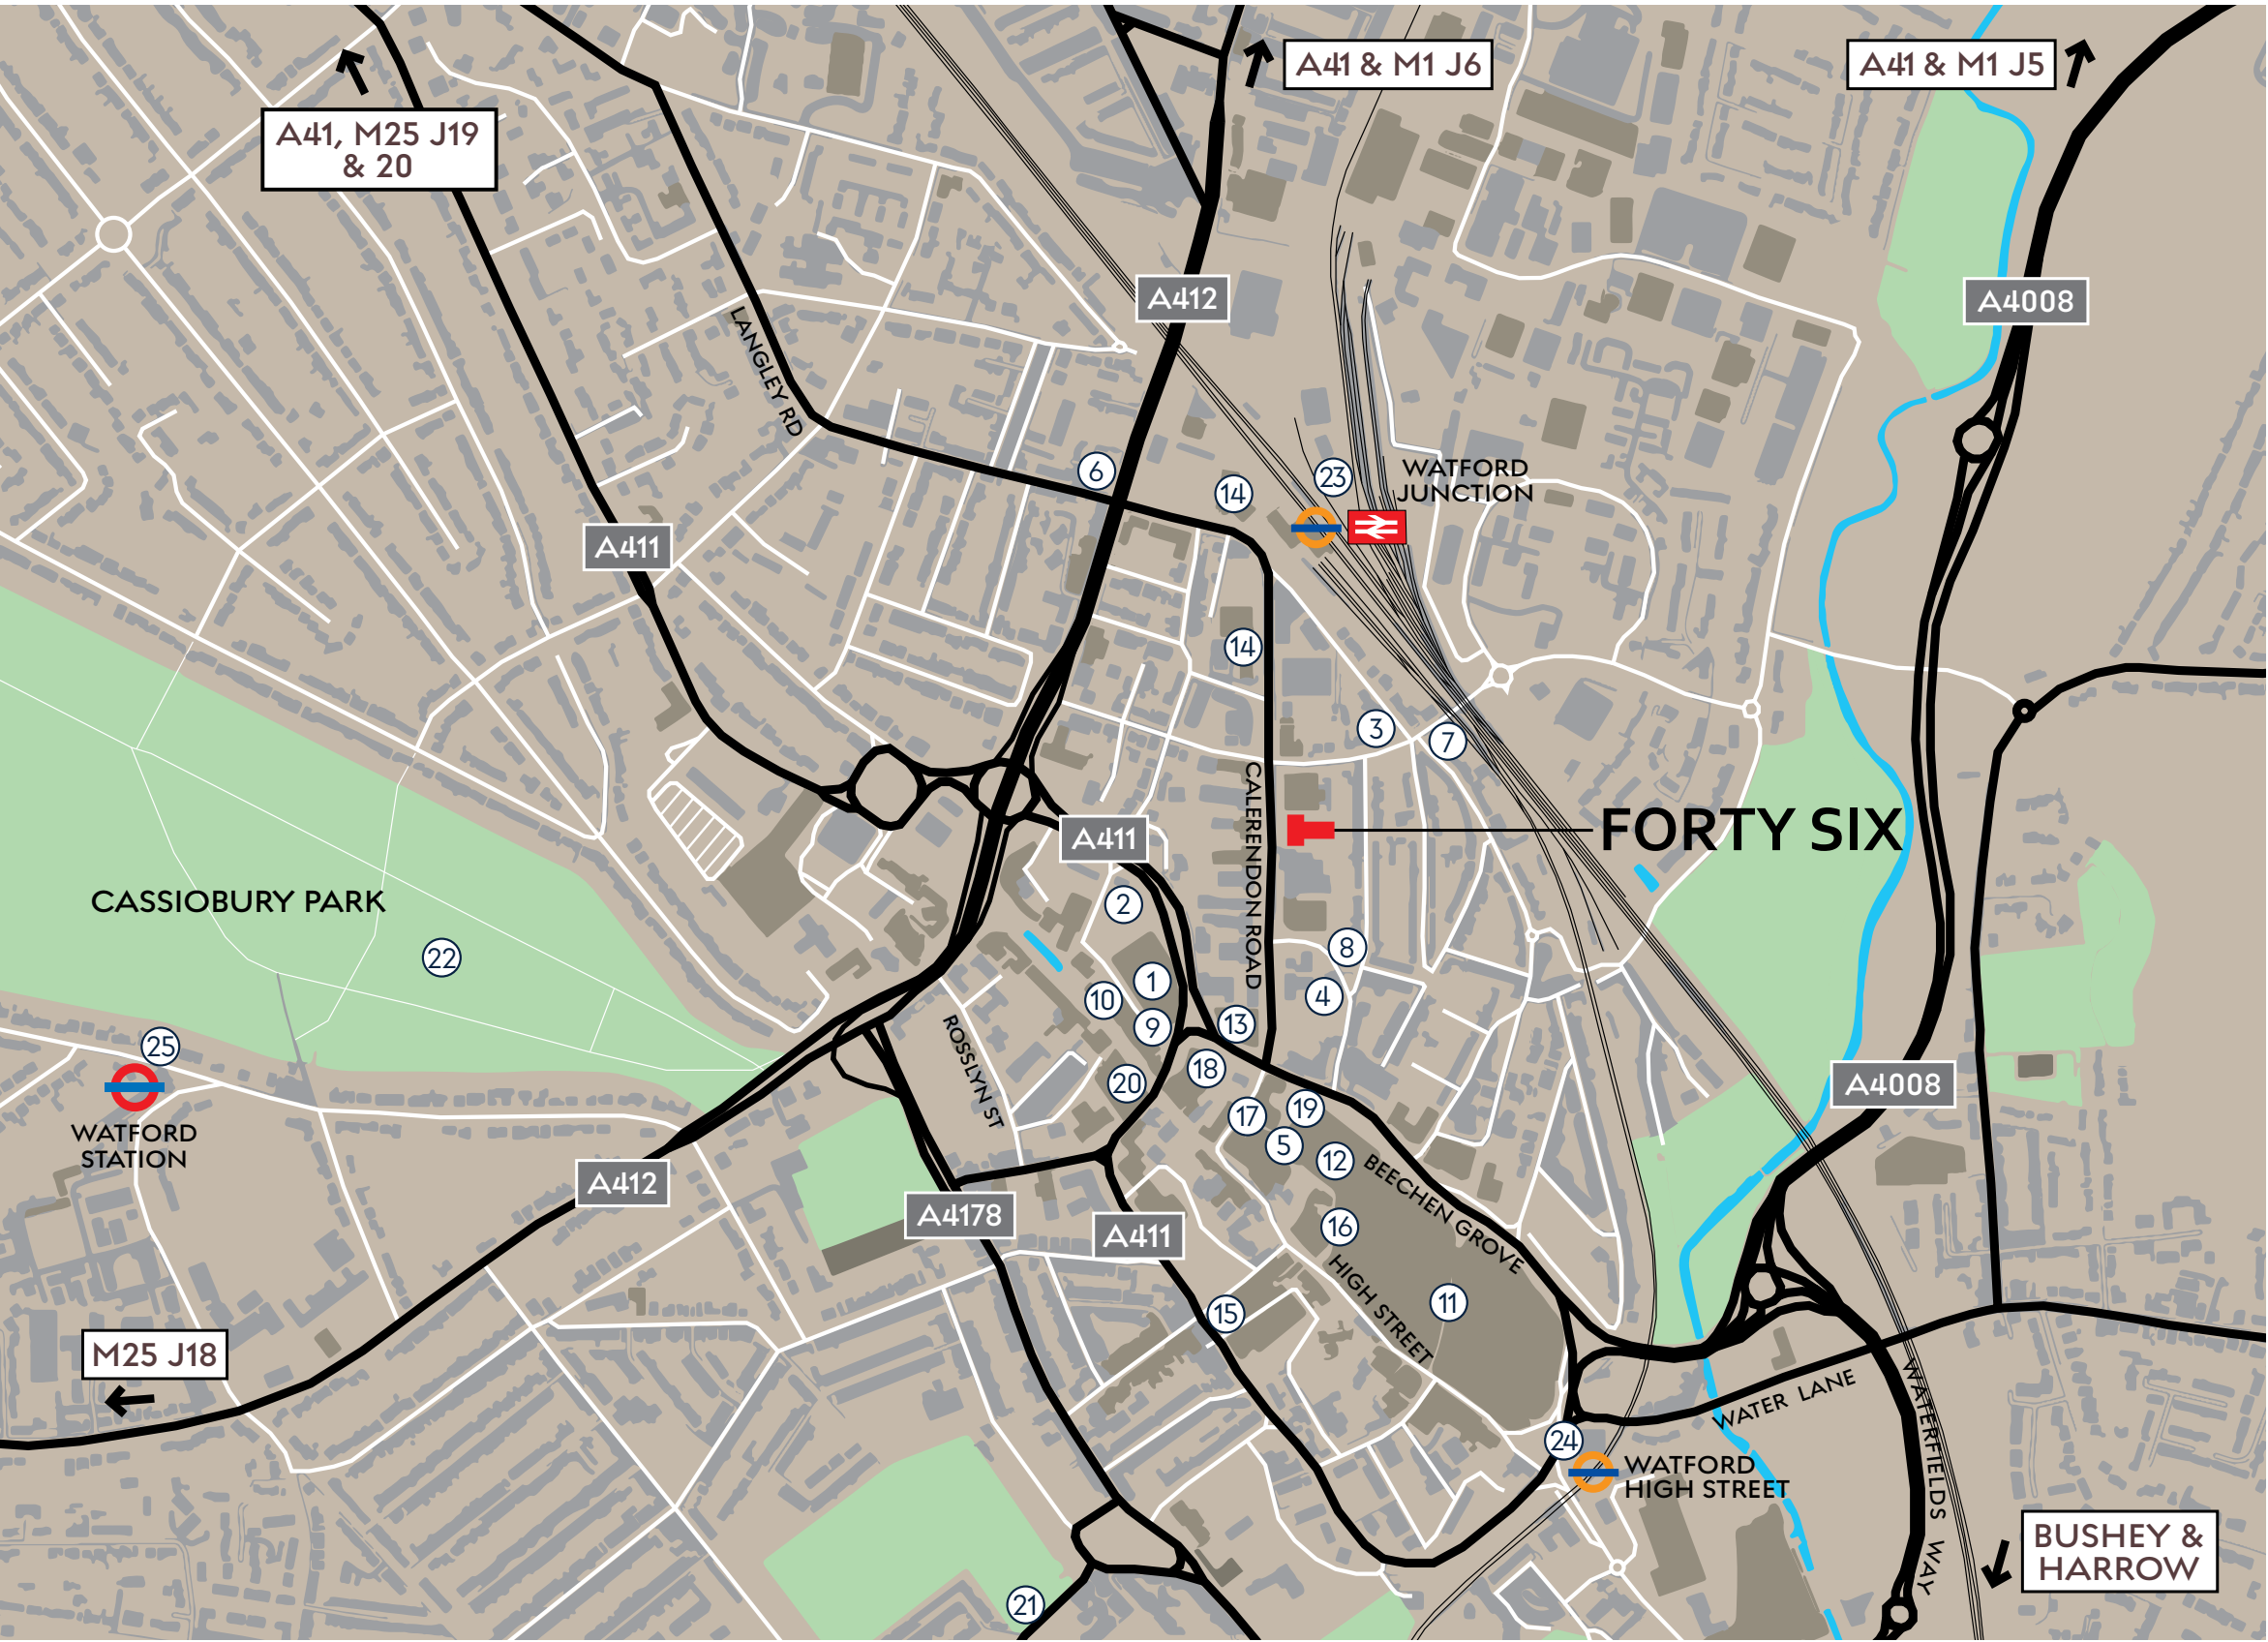 A41 & M1 J6
A41 & M1 J5
A41, M25 J19
& 20
A412
A4008
LANGLEY RD
6
14
23
WATFORD
JUNCTION
A411
14
3
7
CALERENDON ROAD
FORTY SIX
A411
CASSIOBURY PARK
2
22
8
1
10
4
9
13
25
ROSSLYN ST
18
20
A4008
17
19
WATFORD
STATION
5
12
BEECHEN GROVE
A412
A4178
A411
16
HIGH STREET
11
15
M25 J18
WATER LANE
WATERFIELDS WAY
24
WATFORD
HIGH STREET
BUSHEY &
HARROW
21